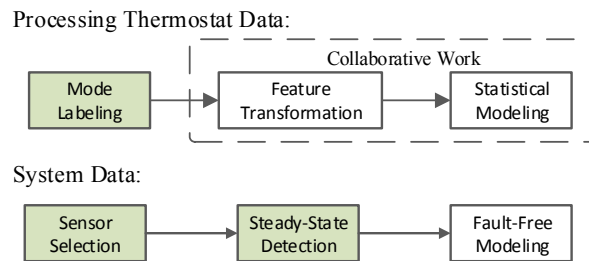 Processing Thermostat Data:
Collaborative Work
Mode
Labeling
Feature
Transformation
Statistical
Modeling
System Data:
Sensor
Selection
Steady-State
Detection
Fault-Free
Modeling